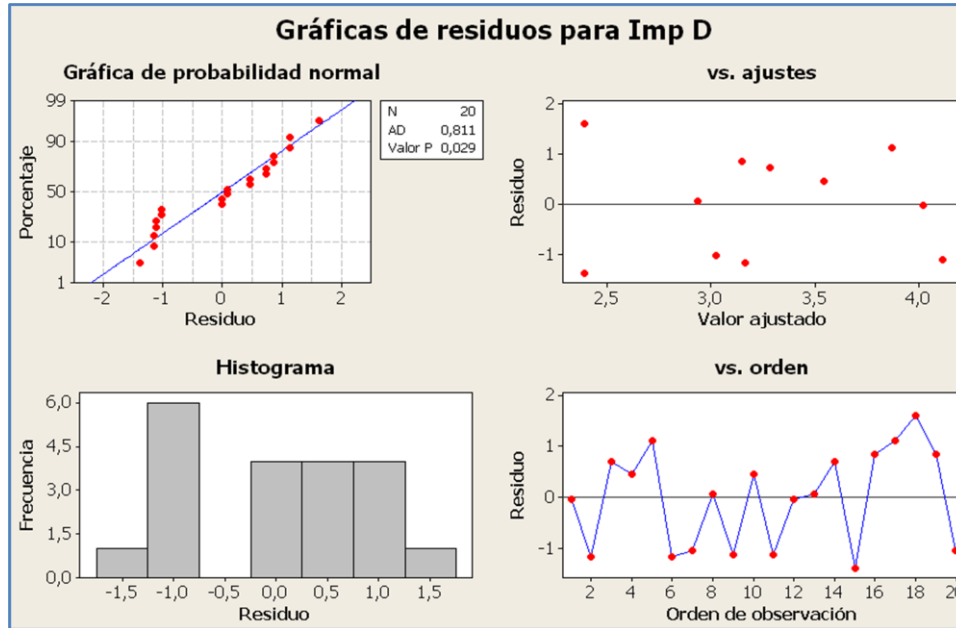 Gráficas de residuos para Imp D
Gráfica de probabilidad normal
99
90
50
10
1
Porcentaje
-2 -1 0 1 2
Residuo
N 20
AD 0,811
Valor P 0,029
vs. ajustes
2
1
0
-1
Residuo
2,5 3,0 3,5 4,0
Valor ajustado
Histograma
6,0
4,5
3,0
1,5
0,0
Frecuencia
-1,5 -1,0 -0,5 0,0 0,5 1,0 1,5
Residuo
vs. orden
2
1
0
-1
Residuo
2 4 6 8 10 12 14 16 18 20
Orden de observación